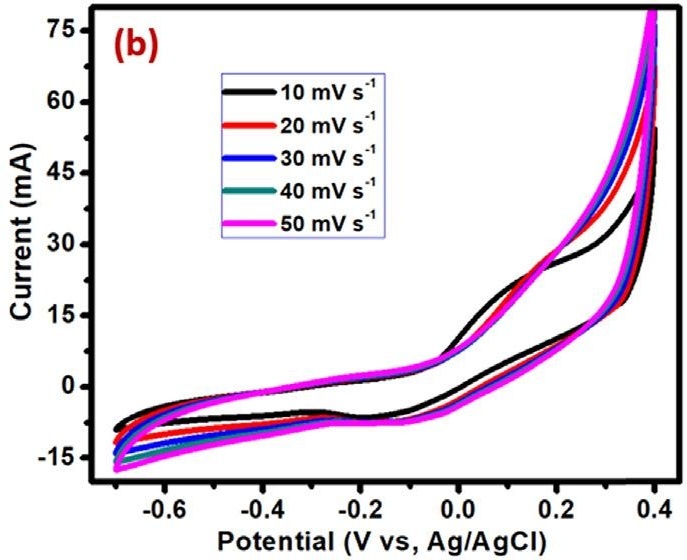 (b)
10 mV s⁻¹
20 mV s⁻¹
30 mV s⁻¹
40 mV s⁻¹
50 mV s⁻¹
Current (mA)
75
60
45
30
15
0
-15
-0.6 -0.4 -0.2 0.0 0.2 0.4
Potential (V vs, Ag/AgCl)